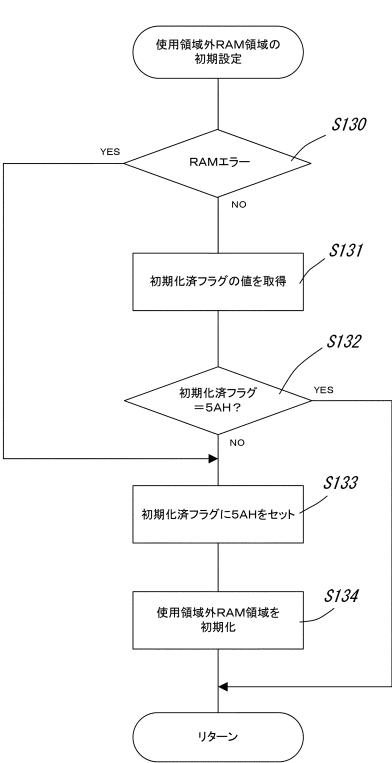 使用領域外RAM領域の
初期設定
S130
YES
RAMエラー
NO
S131
初期化済フラグの値を取得
S132
初期化済フラグ
=5AH?
YES
NO
S133
初期化済フラグに5AHをセット
S134
使用領域外RAM領域を
初期化
リターン